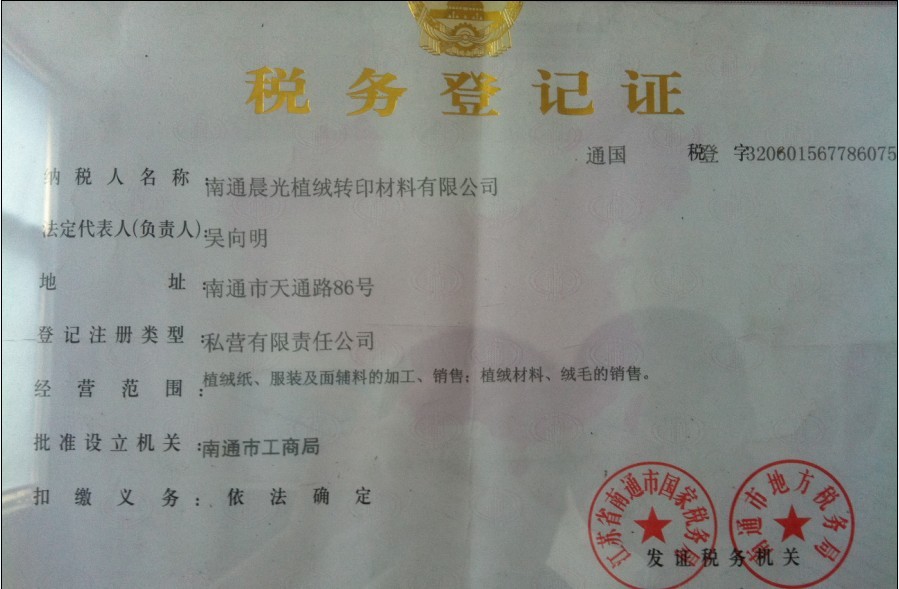 税务登记证
通国 税登字320601567786075
纳税人名称：南通晨光植绒转印材料有限公司
法定代表人(负责人)：吴向明
地址：南通市天通路86号
登记注册类型：私营有限责任公司
经营范围：植绒纸、服装及面辅料的加工、销售；植绒材料、绒毛的销售。
批准设立机关：南通市工商局
扣缴义务：依法确定
江苏省南通市国家税务局
南通市地方税务局
发证税务机关